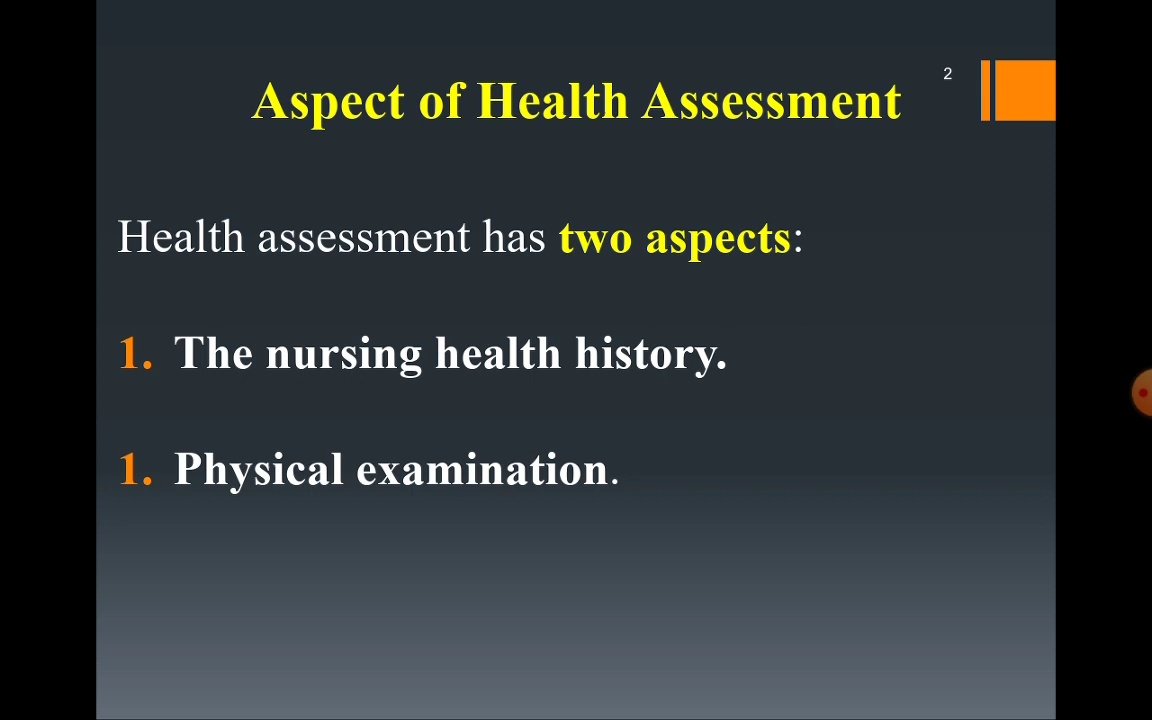 2
Aspect of Health Assessment
Health assessment has two aspects:
1. The nursing health history.
1. Physical examination.